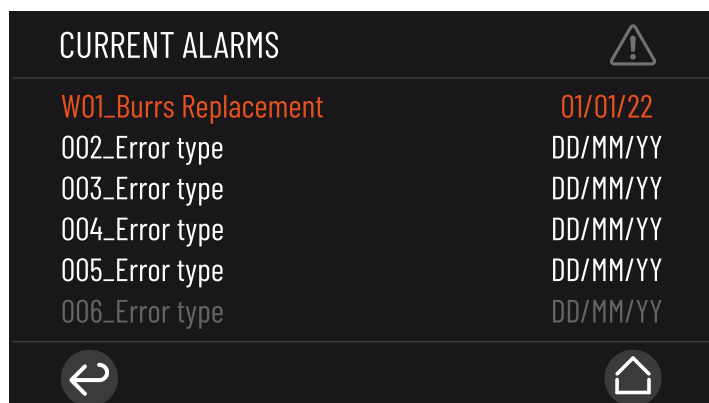 CURRENT ALARMS
W01_Burrs Replacement 01/01/22
002_Error type DD/MM/YY
003_Error type DD/MM/YY
004_Error type DD/MM/YY
005_Error type DD/MM/YY
006_Error type DD/MM/YY